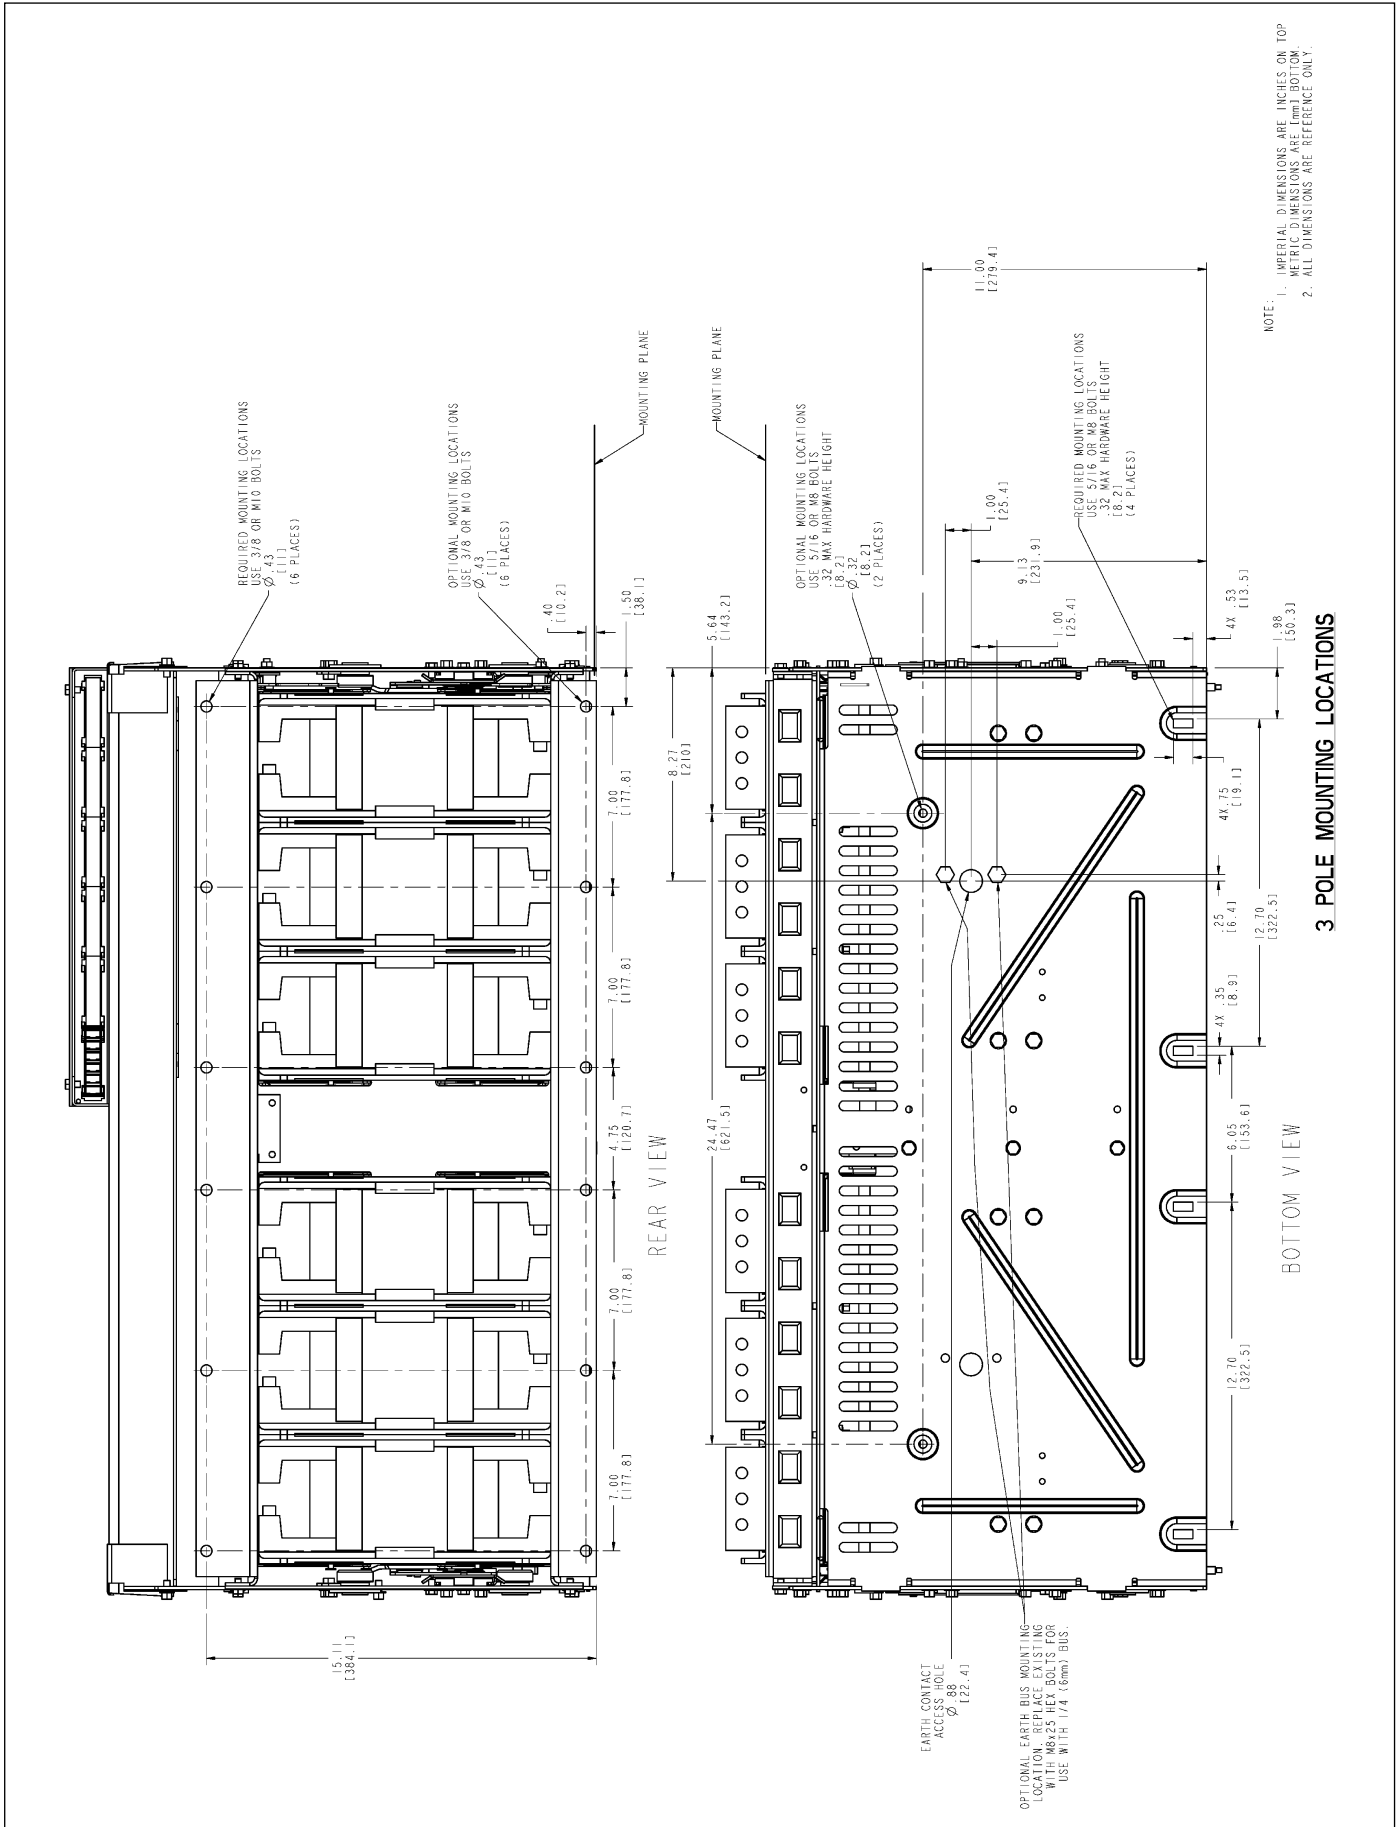 REQUIRED MOUNTING LOCATIONS
USE 3/8 OR M10 BOLTS
Ø .43
[11]
(6 PLACES)
OPTIONAL MOUNTING LOCATIONS
USE 3/8 OR M10 BOLTS
Ø .43
[11]
(6 PLACES)
MOUNTING PLANE
15.11
[384.1]
.40
[10.2]
1.50
[38.1]
7.00
[177.8]
7.00
[177.8]
4.75
[120.7]
7.00
[177.8]
7.00
[177.8]
REAR VIEW
MOUNTING PLANE
OPTIONAL MOUNTING LOCATIONS
USE 5/16 OR M8 BOLTS
.32 MAX HARDWARE HEIGHT
[8.2]
Ø .32
[8.2]
(2 PLACES)
8.27
[210]
5.64
[143.2]
24.47
[621.5]
11.00
[279.4]
1.00
[25.4]
9.13
[231.9]
1.00
[25.4]
REQUIRED MOUNTING LOCATIONS
USE 5/16 OR M8 BOLTS
.32 MAX HARDWARE HEIGHT
[8.2]
(4 PLACES)
4X .53
[13.5]
1.98
[50.3]
4X .75
[19.1]
.25
[6.4]
4X .35
[8.9]
12.70
[322.5]
6.05
[153.6]
12.70
[322.5]
EARTH CONTACT
ACCESS HOLE
Ø .88
[22.4]
OPTIONAL EARTH BUS MOUNTING
LOCATION. REPLACE EXISTING
WITH M8x25 HEX BOLTS FOR
USE WITH 1/4 (6mm) BUS.
BOTTOM VIEW
3 POLE MOUNTING LOCATIONS
NOTE:
1. IMPERIAL DIMENSIONS ARE INCHES ON TOP
METRIC DIMENSIONS ARE [mm] BOTTOM.
2. ALL DIMENSIONS ARE REFERENCE ONLY.